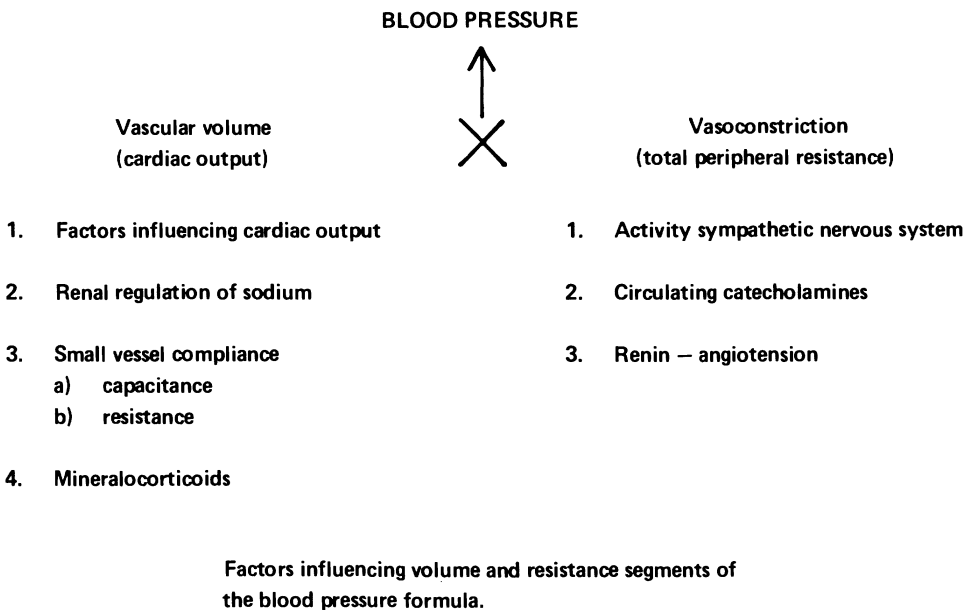 BLOOD PRESSURE
Vascular volume
(cardiac output)
Vasoconstriction
(total peripheral resistance)
1. Factors influencing cardiac output
2. Renal regulation of sodium
3. Small vessel compliance
a) capacitance
b) resistance
4. Mineralocorticoids
1. Activity sympathetic nervous system
2. Circulating catecholamines
3. Renin – angiotension
Factors influencing volume and resistance segments of
the blood pressure formula.